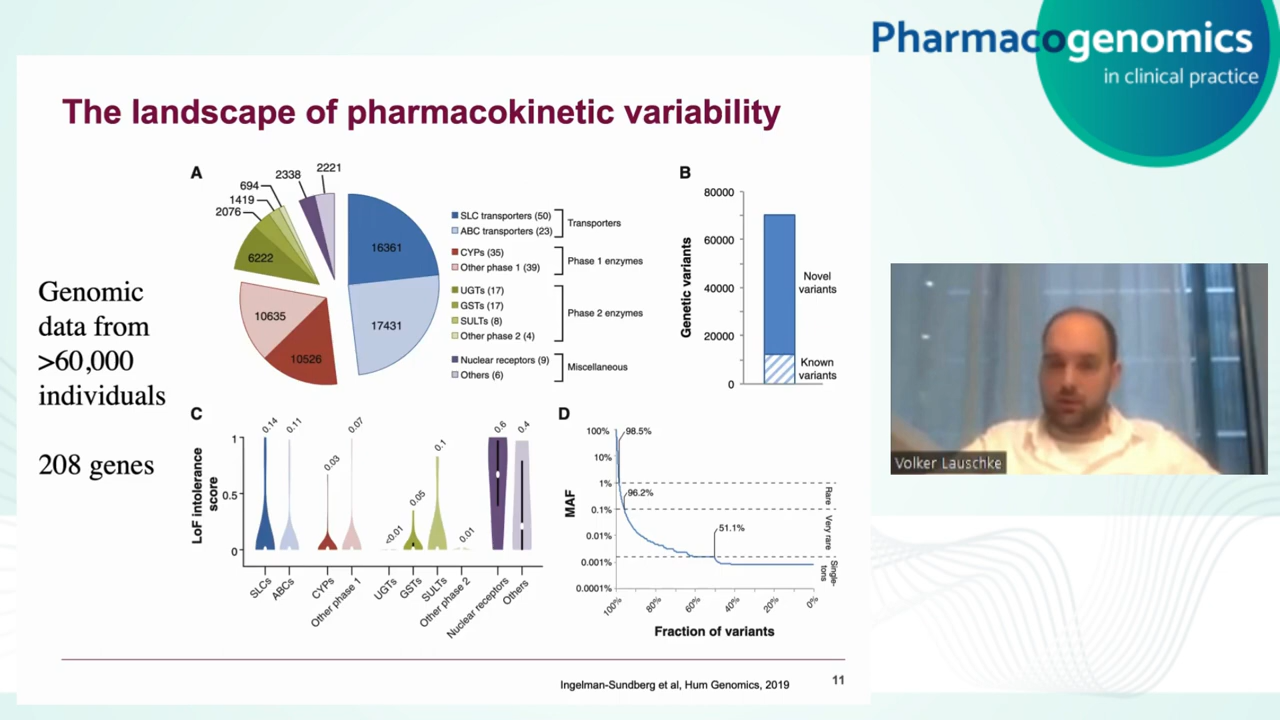 Pharmacogenomics
in clinical practice
The landscape of pharmacokinetic variability
Genomic
data from
>60,000
individuals
208 genes
A
2338
2221
694
1419
2076
6222
16361
17431
10635
10526
SLC transporters (50)
ABC transporters (23)
Transporters
CYPs (35)
Other phase 1 (39)
Phase 1 enzymes
UGTs (17)
GSTs (17)
SULTs (8)
Other phase 2 (4)
Phase 2 enzymes
Nuclear receptors (9)
Others (6)
Miscellaneous
B
Genetic variants
80000
60000
40000
20000
0
Novel
variants
Known
variants
C
LoF intolerance
score
1
0.5
0
0.14
0.11
0.03
0.07
<0.01
0.05
0.1
0.01
0.6
0.4
SLCs
ABCs
CYPs
Other phase 1
UGTs
GSTs
SULTs
Other phase 2
Nuclear receptors
Others
D
MAF
100%
10%
1%
0.1%
0.01%
0.001%
0.0001%
98.5%
96.2%
51.1%
Rare
Very rare
Single-
tons
100%
80%
60%
40%
20%
0%
Fraction of variants
Ingelman-Sundberg et al, Hum Genomics, 2019
11
Volker Lauschke